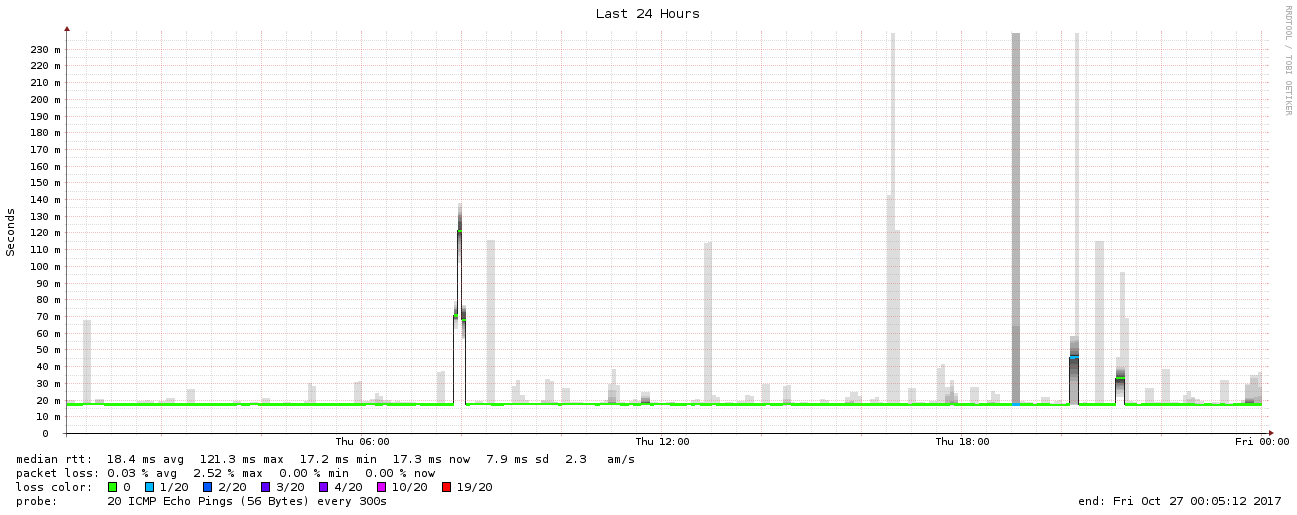 Last 24 Hours
RRDTOOL / TOBI OETIKER
Seconds
230 m
220 m
210 m
200 m
190 m
180 m
170 m
160 m
150 m
140 m
130 m
120 m
110 m
100 m
90 m
80 m
70 m
60 m
50 m
40 m
30 m
20 m
10 m
0
Thu 06:00 Thu 12:00 Thu 18:00 Fri 00:00
median rtt: 18.4 ms avg 121.3 ms max 17.2 ms min 17.3 ms now 7.9 ms sd 2.3 am/s
packet loss: 0.03 % avg 2.52 % max 0.00 % min 0.00 % now
loss color: 0 1/20 2/20 3/20 4/20 10/20 19/20
probe: 20 ICMP Echo Pings (56 Bytes) every 300s end: Fri Oct 27 00:05:12 2017